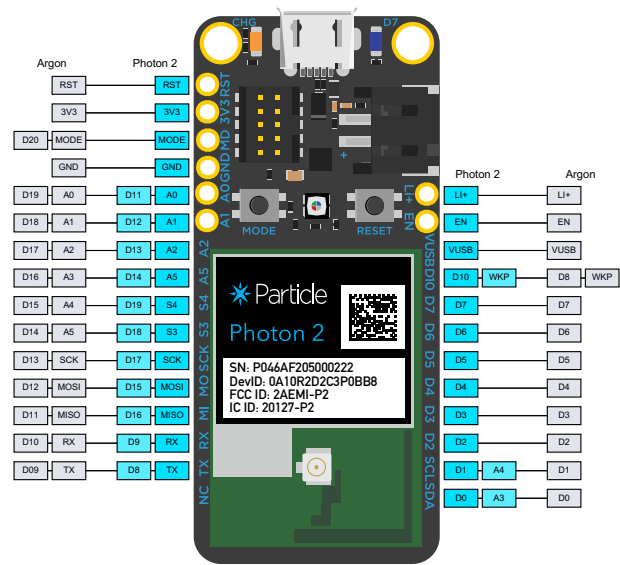 CHG
D7
Argon Photon 2
RST RST
3V3 3V3
D20 MODE MODE
GND GND
D19 A0 D11 A0
D18 A1 D12 A1
D17 A2 D13 A2
D16 A3 D14 A5
D15 A4 D19 S4
D14 A5 D18 S3
D13 SCK D17 SCK
D12 MOSI D15 MOSI
D11 MISO D16 MISO
D10 RX D9 RX
D09 TX D8 TX
RST
3V3
MD
GND
A0
A1
A2
A5
S4
S3
SCK
MO
MI
RX
TX
NC
+
MODE
RESET
Particle
Photon 2
SN: P046AF205000222
DevID: 0A10R2D2C3P0BB8
FCC ID: 2AEMI-P2
IC ID: 20127-P2
LI+
EN
VUSB
D10
D7
D6
D5
D4
D3
D2
SCL
SDA
Photon 2 Argon
LI+ LI+
EN EN
VUSB VUSB
D10 WKP D8 WKP
D7 D7
D6 D6
D5 D5
D4 D4
D3 D3
D2 D2
D1 A4 D1
D0 A3 D0